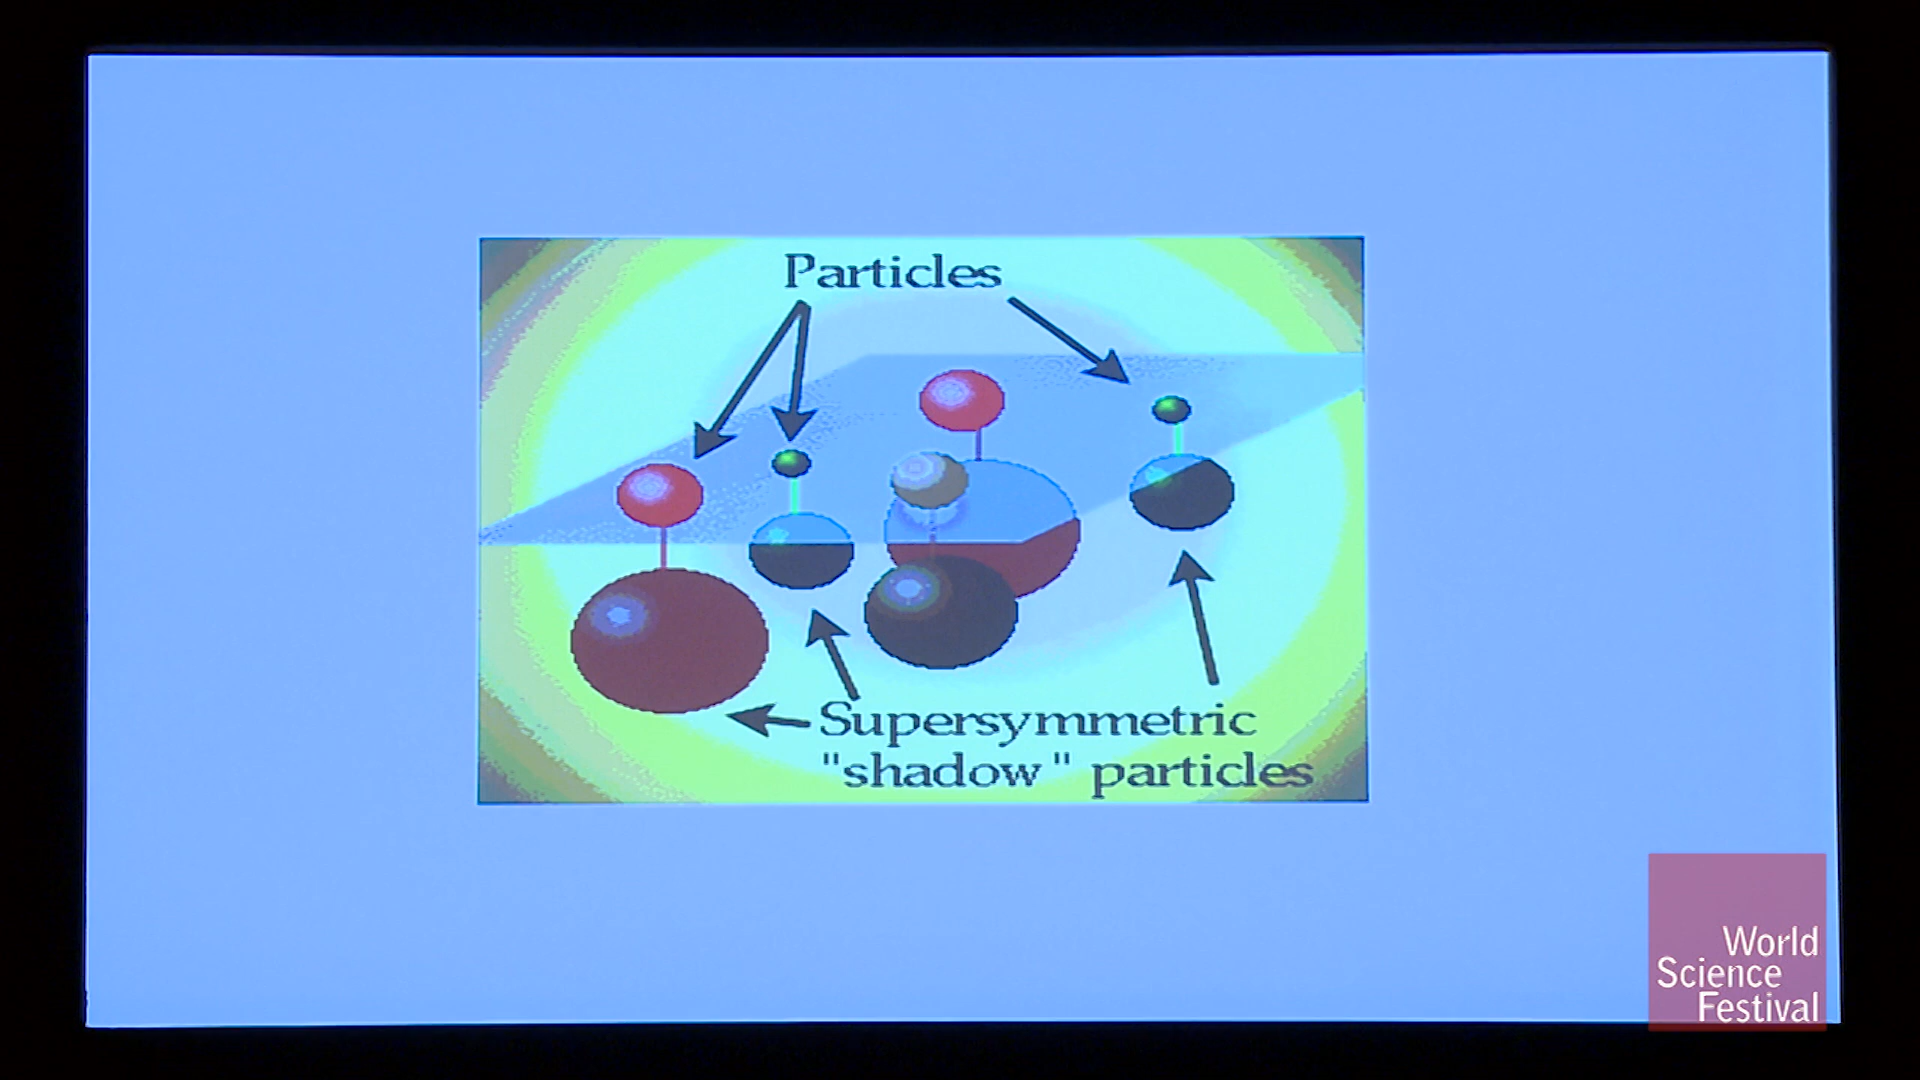 Particles
Supersymmetric
"shadow" particles
World
Science
Festival